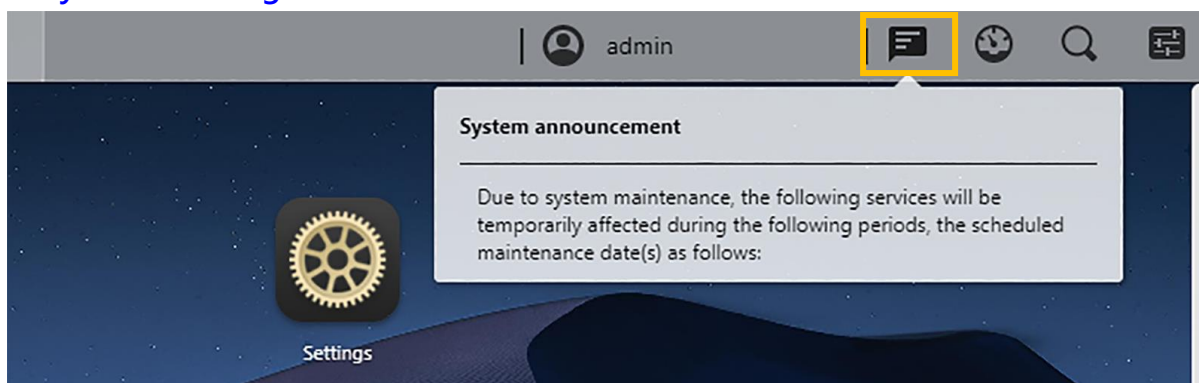 admin
System announcement
Due to system maintenance, the following services will be
temporarily affected during the following periods, the scheduled
maintenance date(s) as follows:
Settings